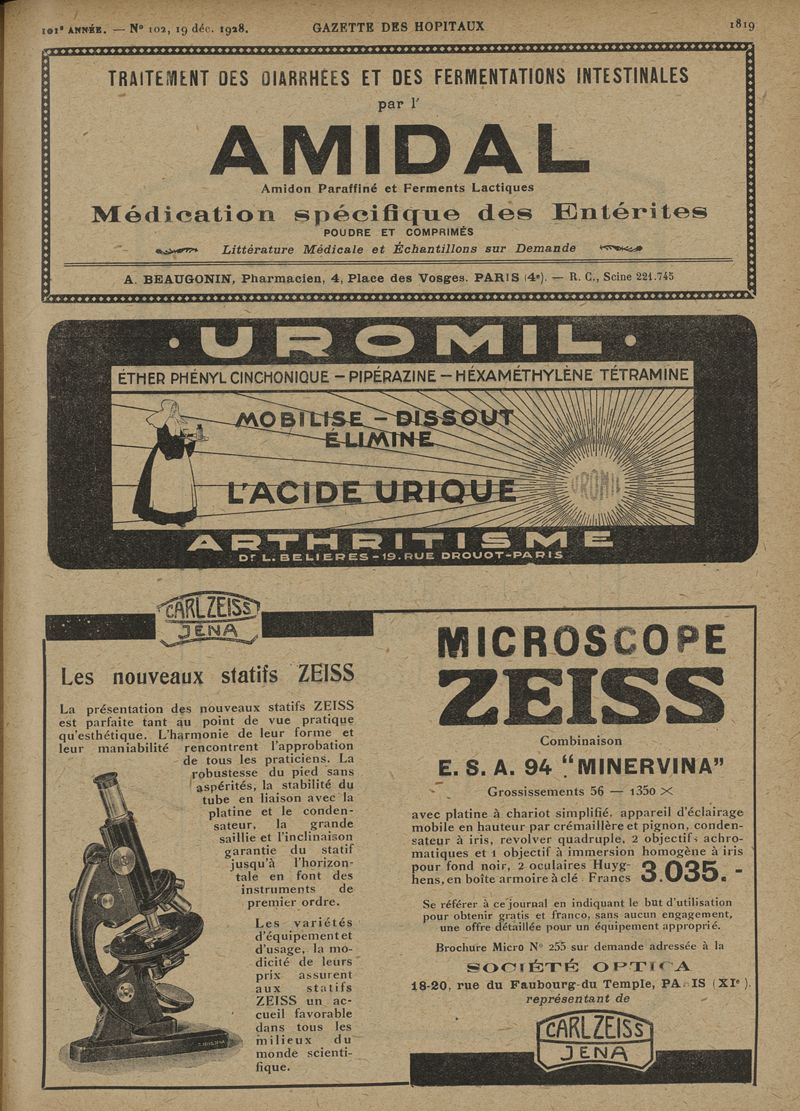 101e ANNÉE. — No 102, 19 déc. 1928.
GAZETTE DES HOPITAUX
1819
TRAITEMENT DES DIARRHÉES ET DES FERMENTATIONS INTESTINALES
par l'
AMIDAL
Amidon Paraffiné et Ferments Lactiques
Médication spécifique des Entérites
POUDRE ET COMPRIMÉS
Littérature Médicale et Échantillons sur Demande
A. BEAUGONIN, Pharmacien, 4, Place des Vosges. PARIS (4e). — R. C., Seine 221.745
· UROMIL ·
ÉTHER PHÉNYL CINCHONIQUE – PIPÉRAZINE – HÉXAMÉTHYLÈNE TÉTRAMINE
MOBILISE – DISSOUT
ÉLIMINE
L'ACIDE URIQUE
UROMIL
ARTHRITISME
Dr L. BELIERES - 19. RUE DROUOT-PARIS
CARL ZEISS
JENA
Les nouveaux statifs ZEISS
La présentation des nouveaux statifs ZEISS
est parfaite tant au point de vue pratique
qu'esthétique. L'harmonie de leur forme et
leur maniabilité rencontrent l'approbation
de tous les praticiens. La
robustesse du pied sans
aspérités, la stabilité du
tube en liaison avec la
platine et le conden-
sateur, la grande
saillie et l'inclinaison
garantie du statif
jusqu'à l'horizon-
tale en font des
instruments de
premier ordre.
Les variétés
d'équipement et
d'usage, la mo-
dicité de leurs
prix assurent
aux statifs
ZEISS un ac-
cueil favorable
dans tous les
milieux du
monde scienti-
fique.
MICROSCOPE
ZEISS
Combinaison
E. S. A. 94 "MINERVINA"
Grossissements 56 — 1350 ×
avec platine à chariot simplifié, appareil d'éclairage
mobile en hauteur par crémaillère et pignon, conden-
sateur à iris, revolver quadruple, 2 objectifs achro-
matiques et 1 objectif à immersion homogène à iris
pour fond noir, 2 oculaires Huyg-
hens, en boîte armoire à clé Francs 3.035. -
Se référer à ce journal en indiquant le but d'utilisation
pour obtenir gratis et franco, sans aucun engagement,
une offre détaillée pour un équipement approprié.
Brochure Micro No 255 sur demande adressée à la
SOCIÉTÉ OPTICA
18-20, rue du Faubourg-du Temple, PARIS (XIe).
représentant de
CARL ZEISS
JENA